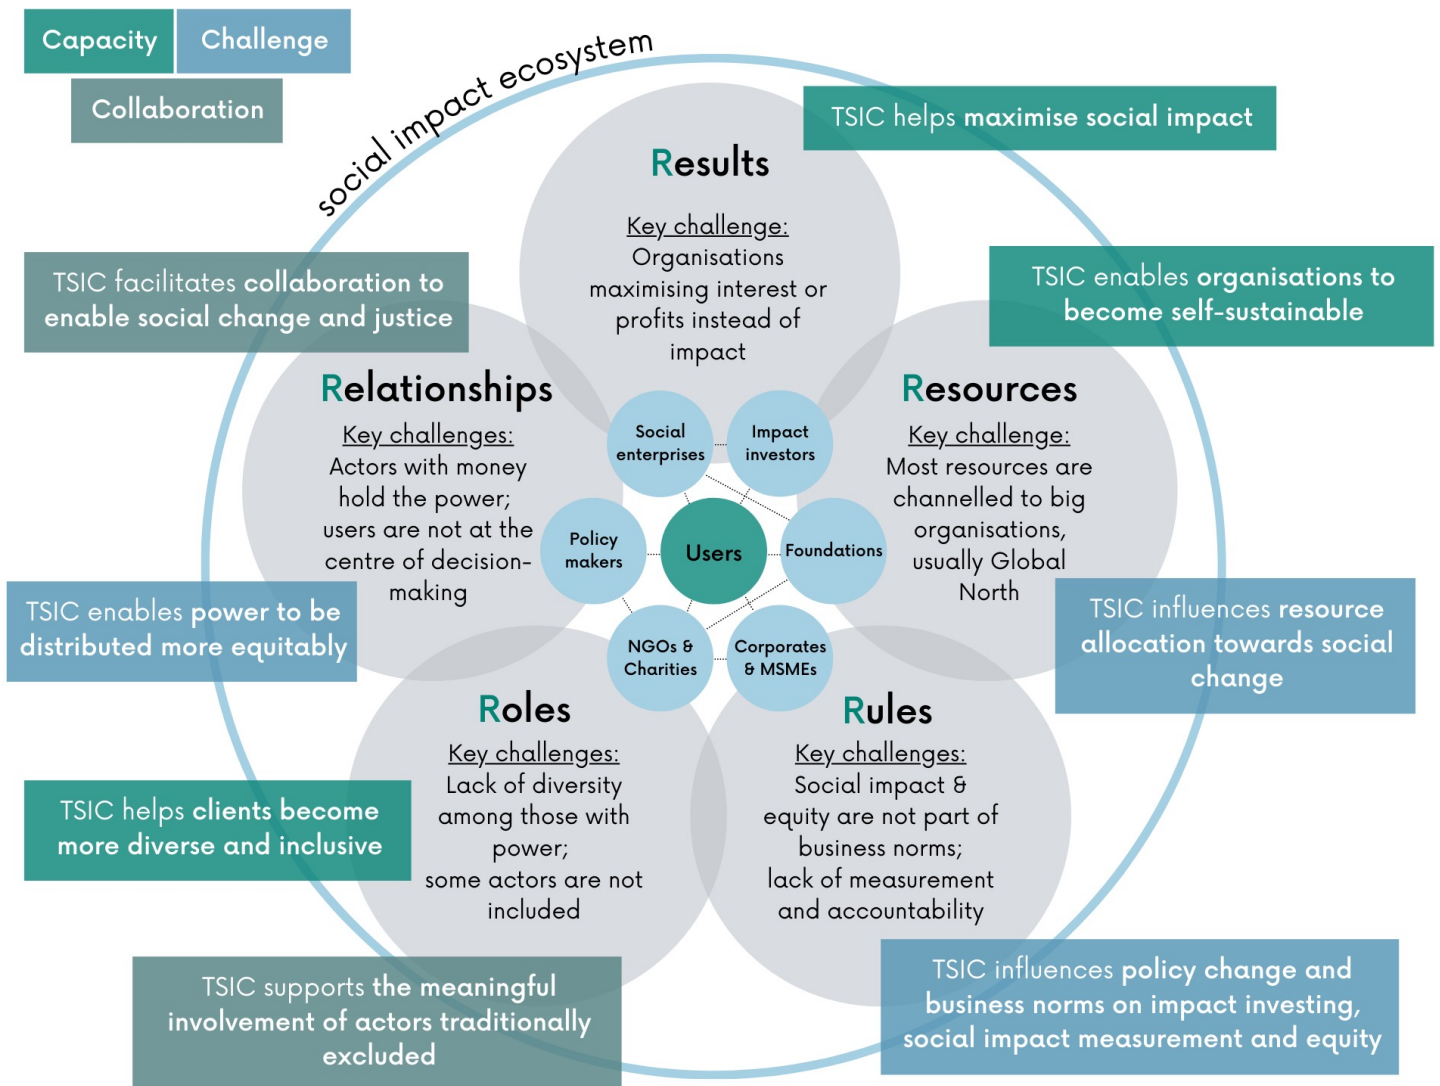 Capacity
Challenge
Collaboration
social impact ecosystem
TSIC helps maximise social impact
Results
Key challenge:
Organisations
maximising interest or
profits instead of
impact
TSIC facilitates collaboration to
enable social change and justice
TSIC enables organisations to
become self-sustainable
Relationships
Key challenges:
Actors with money
hold the power;
users are not at the
centre of decision-
making
Resources
Key challenge:
Most resources are
channelled to big
organisations,
usually Global
North
Social
enterprises
Impact
investors
Policy
makers
Users
Foundations
NGOs &
Charities
Corporates
& MSMEs
TSIC enables power to be
distributed more equitably
TSIC influences resource
allocation towards social
change
Roles
Key challenges:
Lack of diversity
among those with
power;
some actors are not
included
Rules
Key challenges:
Social impact &
equity are not part of
business norms;
lack of measurement
and accountability
TSIC helps clients become
more diverse and inclusive
TSIC supports the meaningful
involvement of actors traditionally
excluded
TSIC influences policy change and
business norms on impact investing,
social impact measurement and equity